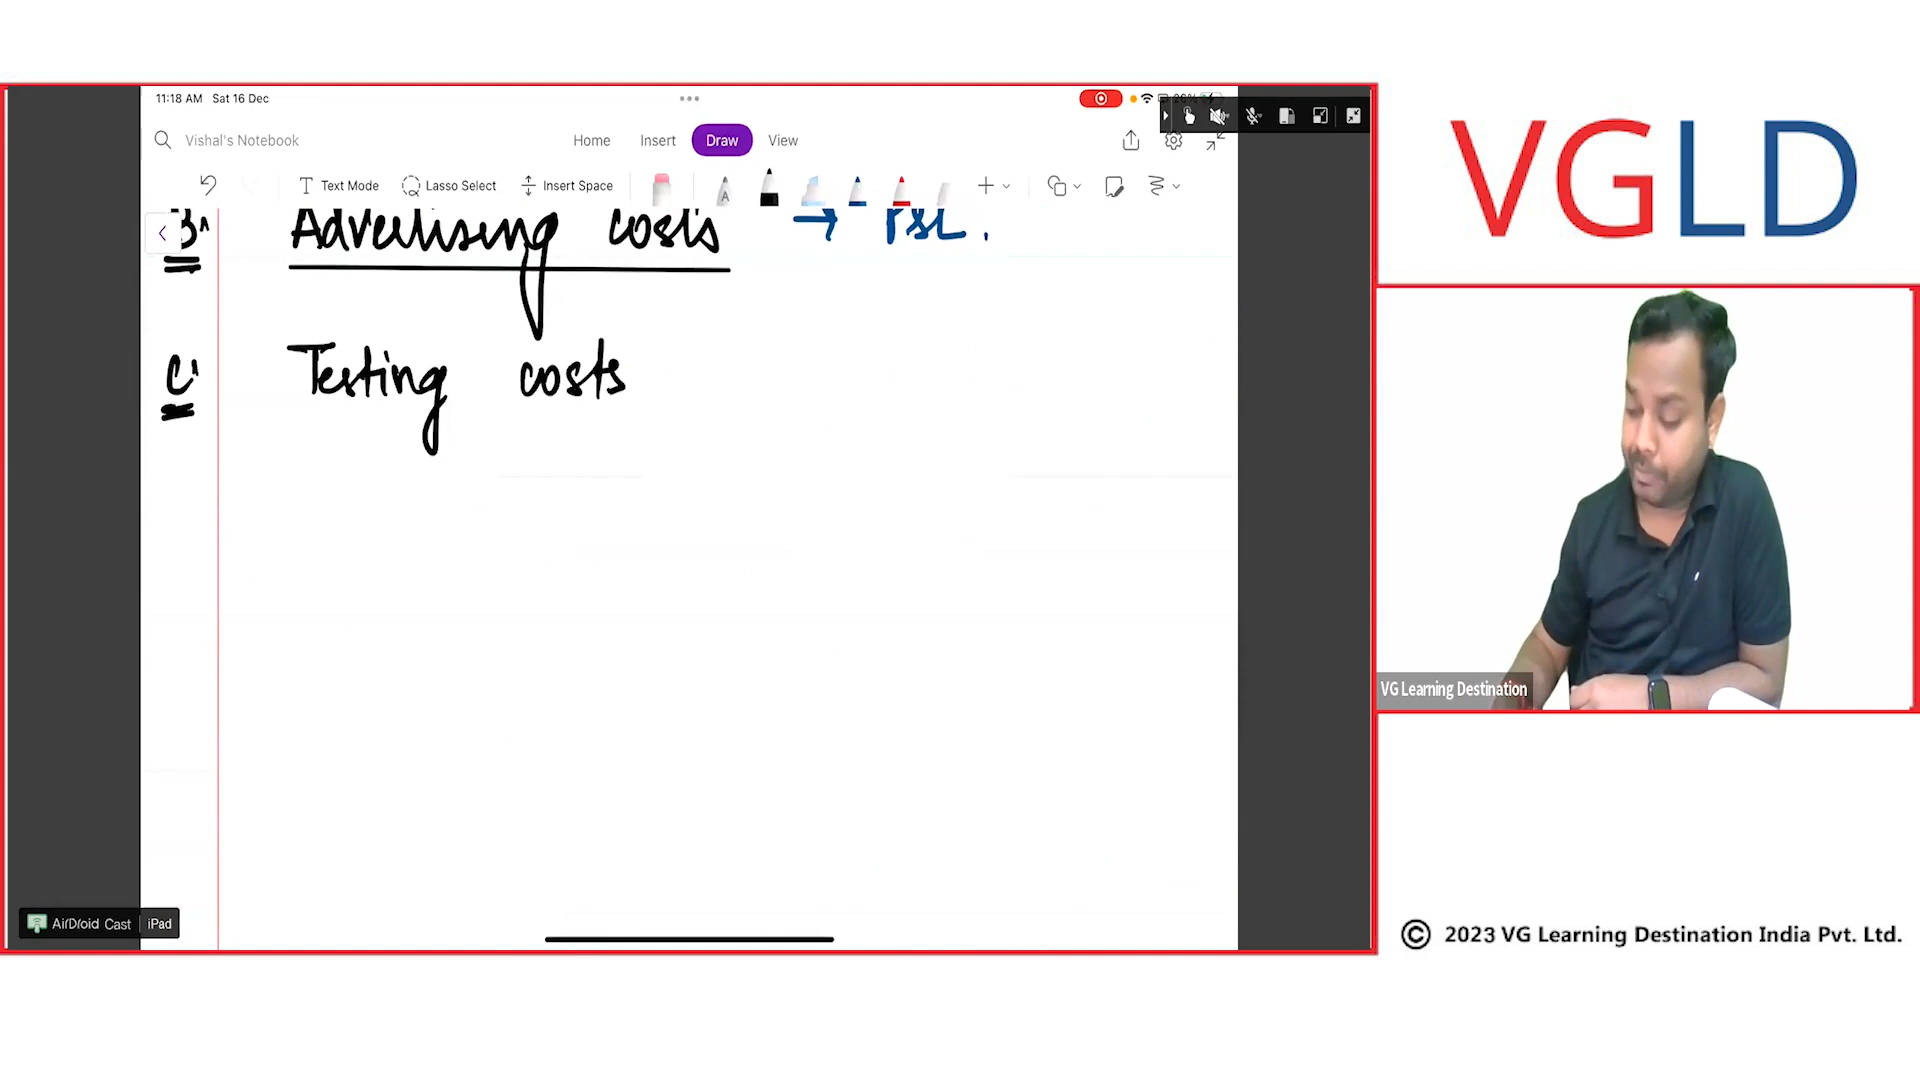 11:18 AM Sat 16 Dec
Vishal's Notebook
Home Insert Draw View
Text Mode Lasso Select Insert Space
B. Advertising costs → P&L.
C. Testing costs
AirDroid Cast iPad
VGLD
VG Learning Destination
© 2023 VG Learning Destination India Pvt. Ltd.